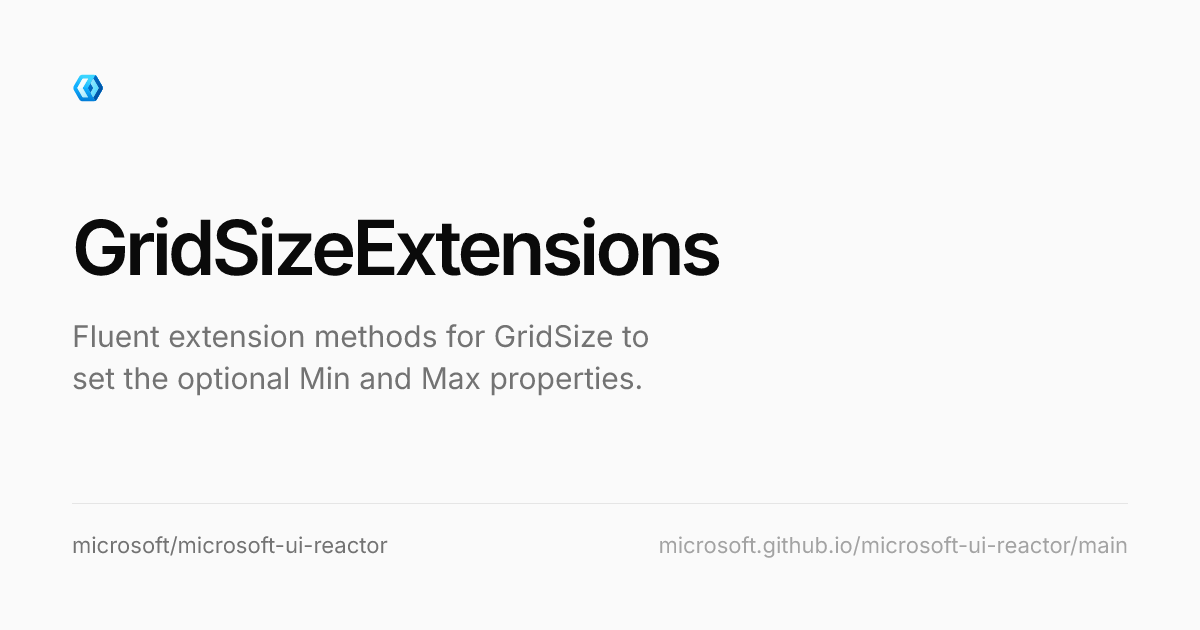 GridSizeExtensions
Fluent extension methods for GridSize to
set the optional Min and Max properties.
microsoft/microsoft-ui-reactor
microsoft.github.io/microsoft-ui-reactor/main